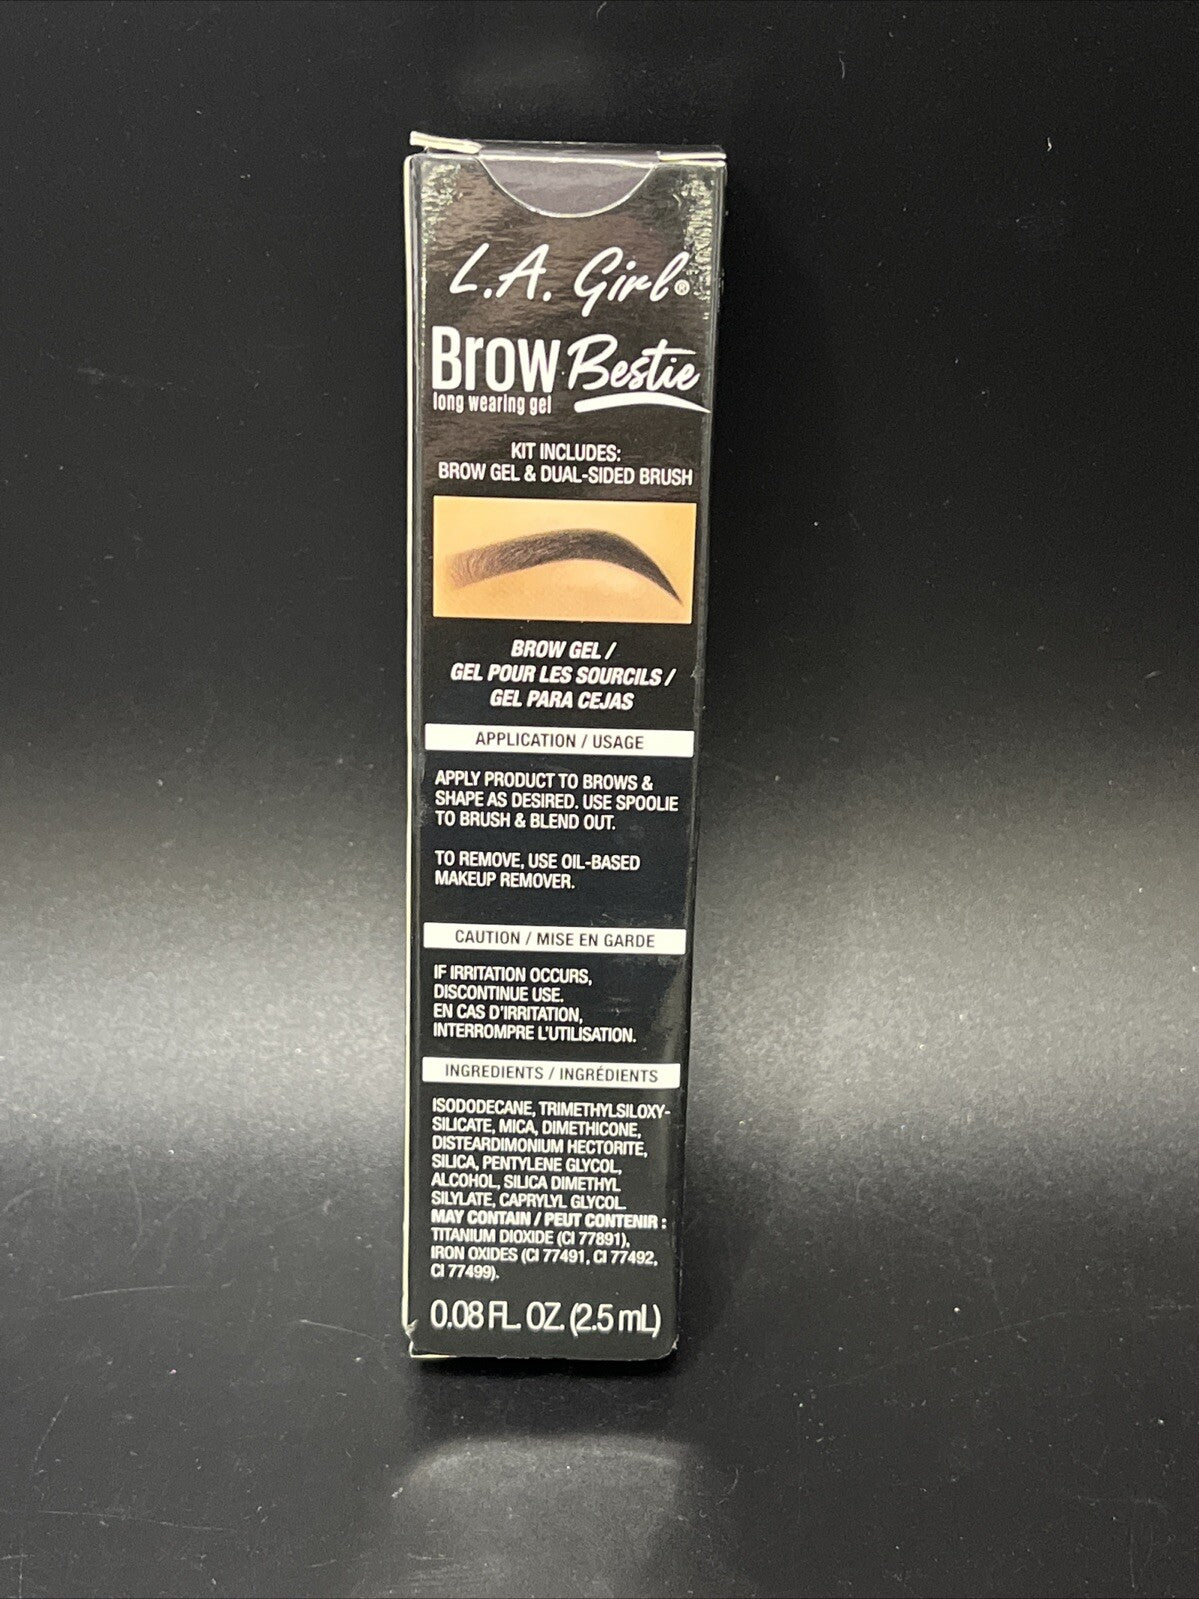 L.A. Girl®
Brow Bestie
long wearing gel
KIT INCLUDES:
BROW GEL & DUAL-SIDED BRUSH
BROW GEL /
GEL POUR LES SOURCILS /
GEL PARA CEJAS
APPLICATION / USAGE
APPLY PRODUCT TO BROWS &
SHAPE AS DESIRED. USE SPOOLIE
TO BRUSH & BLEND OUT.
TO REMOVE, USE OIL-BASED
MAKEUP REMOVER.
CAUTION / MISE EN GARDE
IF IRRITATION OCCURS,
DISCONTINUE USE.
EN CAS D'IRRITATION,
INTERROMPRE L'UTILISATION.
INGREDIENTS / INGRÉDIENTS
ISODODECANE, TRIMETHYLSILOXY-
SILICATE, MICA, DIMETHICONE,
DISTEARDIMONIUM HECTORITE,
SILICA, PENTYLENE GLYCOL,
ALCOHOL, SILICA DIMETHYL
SILYLATE, CAPRYLYL GLYCOL.
MAY CONTAIN / PEUT CONTENIR :
TITANIUM DIOXIDE (CI 77891),
IRON OXIDES (CI 77491, CI 77492,
CI 77499).
0.08 FL. OZ. (2.5 mL)